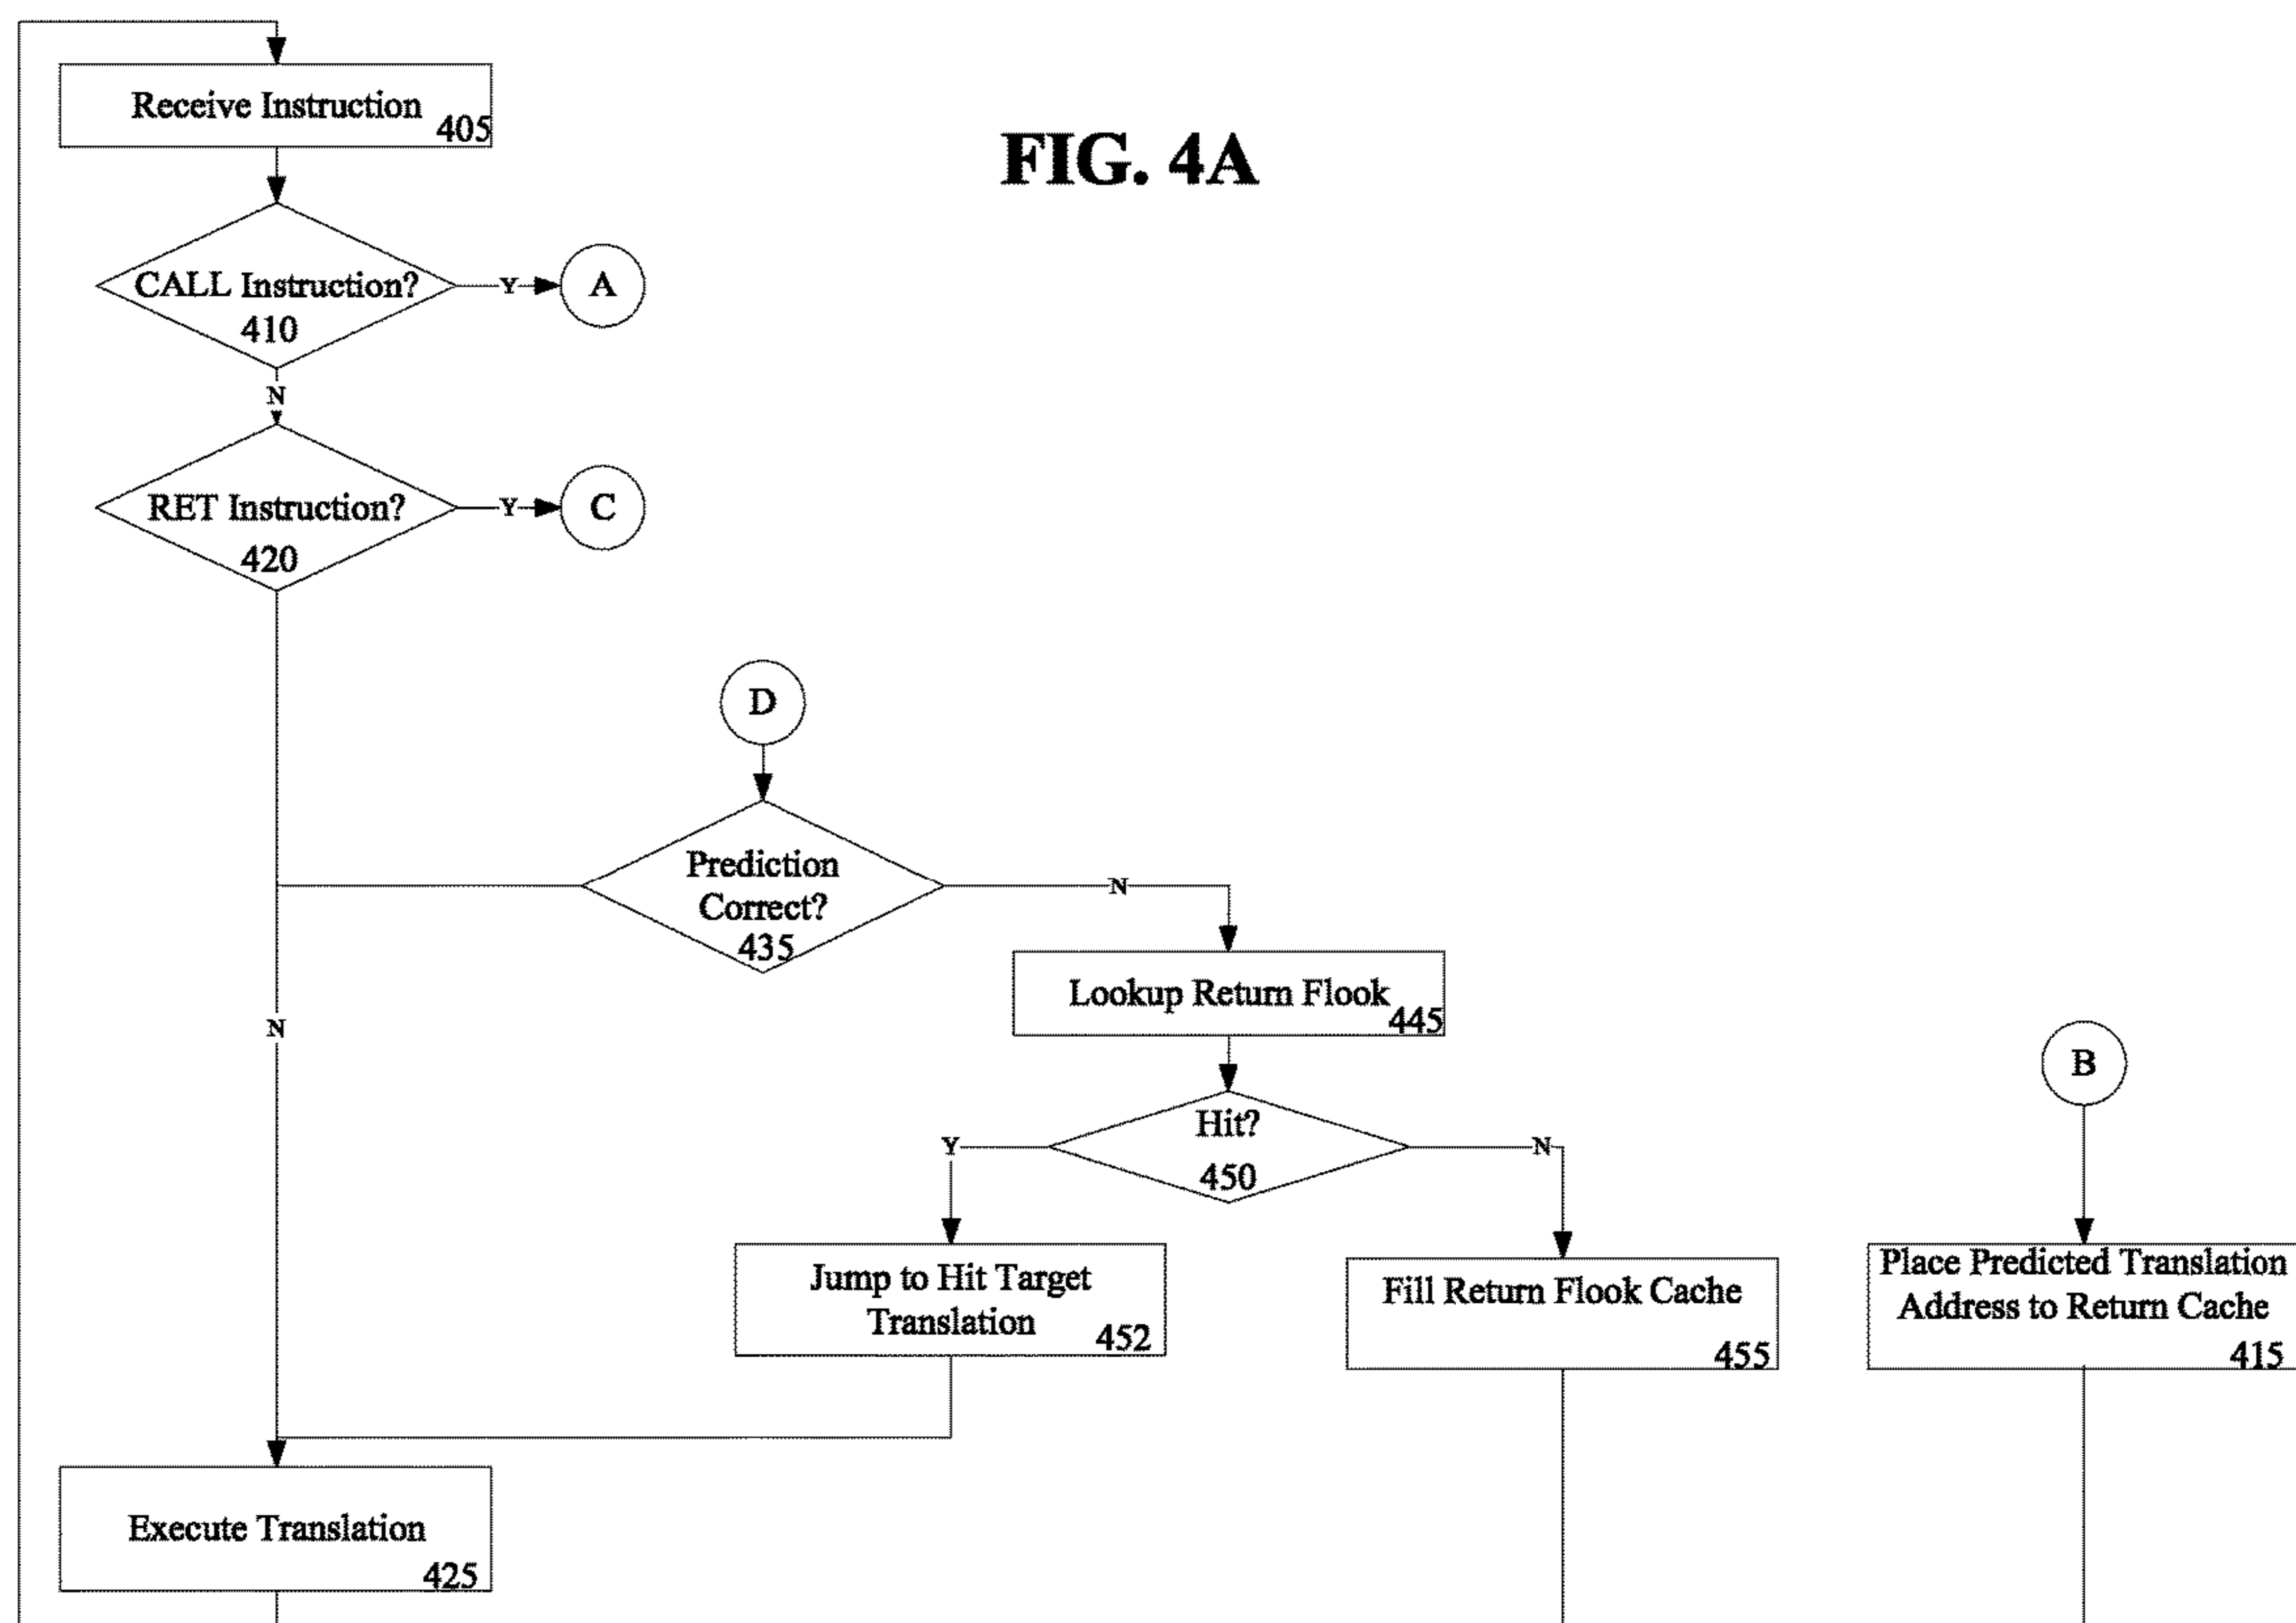 Receive Instruction
405
FIG. 4A
CALL Instruction?
410
Y
A
N
RET Instruction?
420
Y
C
D
Prediction
Correct?
435
N
Lookup Return Flook
445
N
B
Hit?
450
Y
N
Jump to Hit Target
Translation
452
Fill Return Flook Cache
455
Place Predicted Translation
Address to Return Cache
415
Execute Translation
425